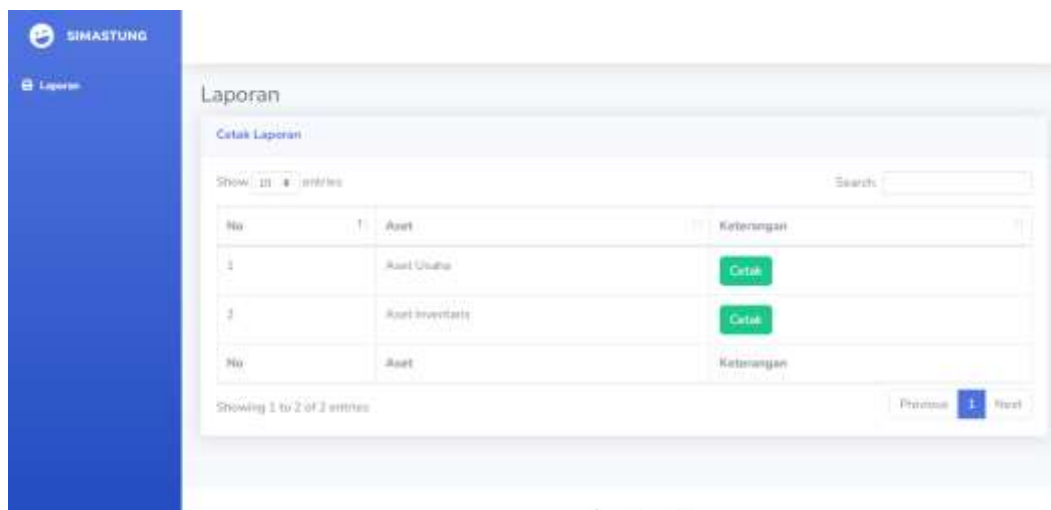 SIMASTUNG
Laporan
Laporan
Cetak Laporan
Show 10 entries
Search:
No Aset Keterangan
1 Aset Usaha Cetak
2 Aset Inventaris Cetak
No Aset Keterangan
Showing 1 to 2 of 2 entries
Previous 1 Next